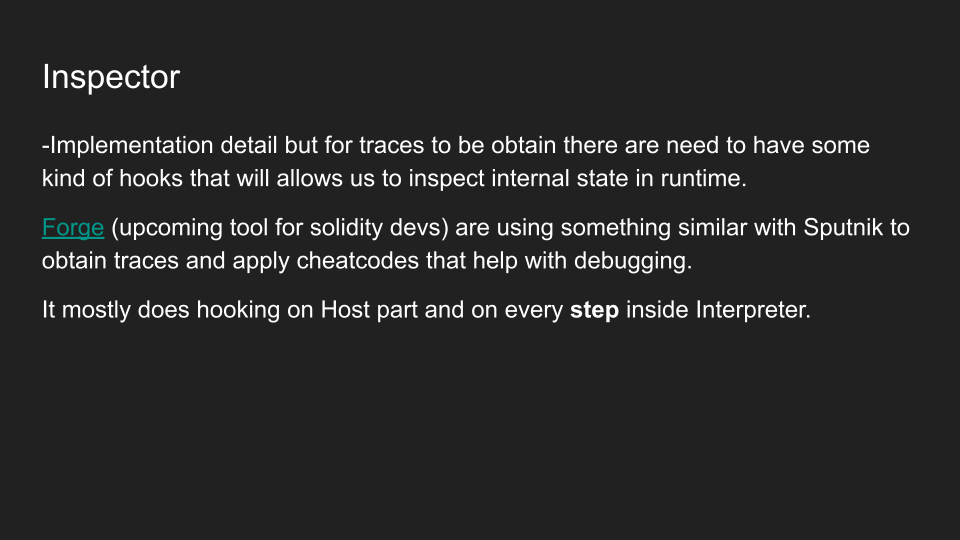 Inspector
-Implementation detail but for traces to be obtain there are need to have some
kind of hooks that will allows us to inspect internal state in runtime.
Forge (upcoming tool for solidity devs) are using something similar with Sputnik to
obtain traces and apply cheatcodes that help with debugging.
It mostly does hooking on Host part and on every step inside Interpreter.